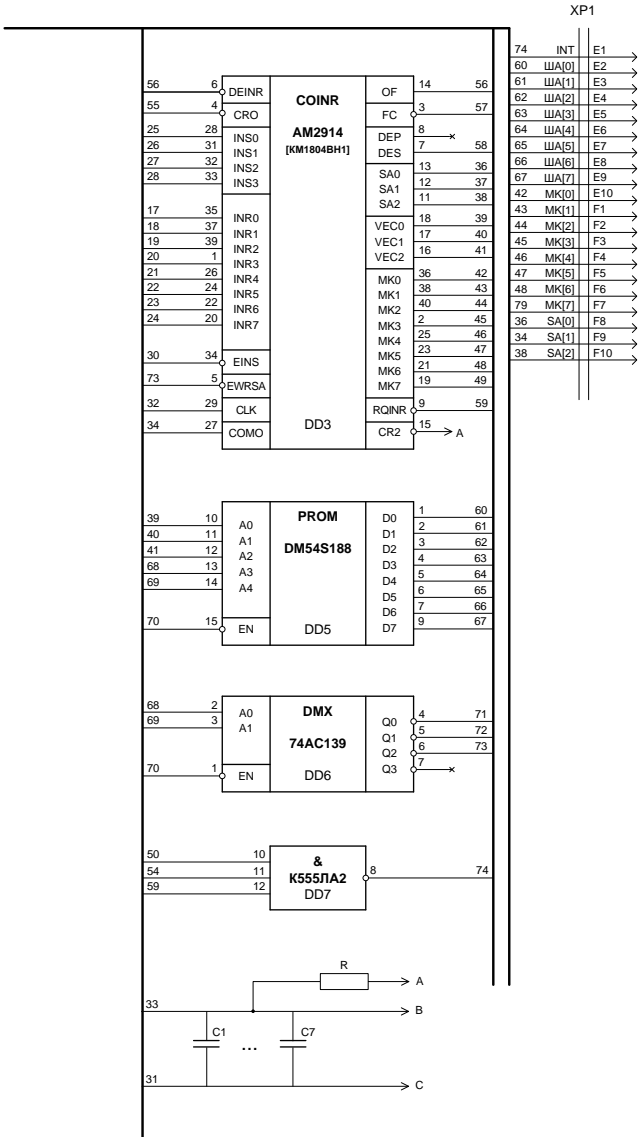 XP1
74 INT E1
60 ША[0] E2
61 ША[1] E3
62 ША[2] E4
63 ША[3] E5
64 ША[4] E6
65 ША[5] E7
66 ША[6] E8
67 ША[7] E9
42 МК[0] E10
43 МК[1] F1
44 МК[2] F2
45 МК[3] F3
46 МК[4] F4
47 МК[5] F5
48 МК[6] F6
79 МК[7] F7
36 SA[0] F8
34 SA[1] F9
38 SA[2] F10
COINR
AM2914
[КМ1804ВН1]
DD3
56 6 DEINR
55 4 CRO
25 28 INS0
26 31 INS1
27 32 INS2
28 33 INS3
17 35 INR0
18 37 INR1
19 39 INR2
20 1 INR3
21 26 INR4
22 24 INR5
23 22 INR6
24 20 INR7
30 34 EINS
73 5 EWRSA
32 29 CLK
34 27 COMO
OF 14 56
FC 3 57
DEP 8
DES 7 58
SA0 13 36
SA1 12 37
SA2 11 38
VEC0 18 39
VEC1 17 40
VEC2 16 41
MK0 36 42
MK1 38 43
MK2 40 44
MK3 2 45
MK4 25 46
MK5 23 47
MK6 21 48
MK7 19 49
RQINR 9 59
CR2 15 A
PROM
DM54S188
DD5
39 10 A0
40 11 A1
41 12 A2
68 13 A3
69 14 A4
70 15 EN
D0 1 60
D1 2 61
D2 3 62
D3 4 63
D4 5 64
D5 6 65
D6 7 66
D7 9 67
DMX
74AC139
DD6
68 2 A0
69 3 A1
70 1 EN
Q0 4 71
Q1 5 72
Q2 6 73
Q3 7
50 10
54 11
59 12
&
К555ЛА2
DD7
8 74
R
A
33
B
C1
...
C7
31
C